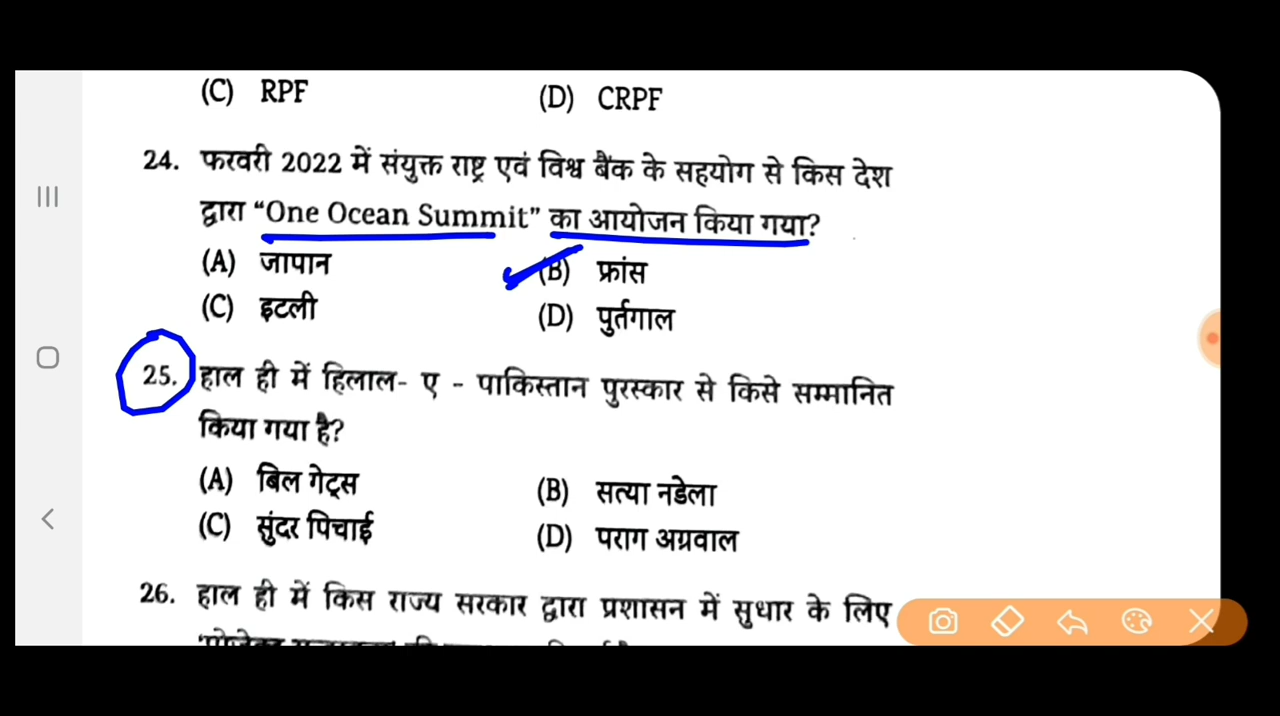 (C) RPF (D) CRPF
24. फरवरी 2022 में संयुक्त राष्ट्र एवं विश्व बैंक के सहयोग से किस देश
द्वारा “One Ocean Summit” का आयोजन किया गया?
(A) जापान (B) फ्रांस
(C) इटली (D) पुर्तगाल
25. हाल ही में हिलाल- ए - पाकिस्तान पुरस्कार से किसे सम्मानित
किया गया है?
(A) बिल गेट्स (B) सत्या नडेला
(C) सुंदर पिचाई (D) पराग अग्रवाल
26. हाल ही में किस राज्य सरकार द्वारा प्रशासन में सुधार के लिए